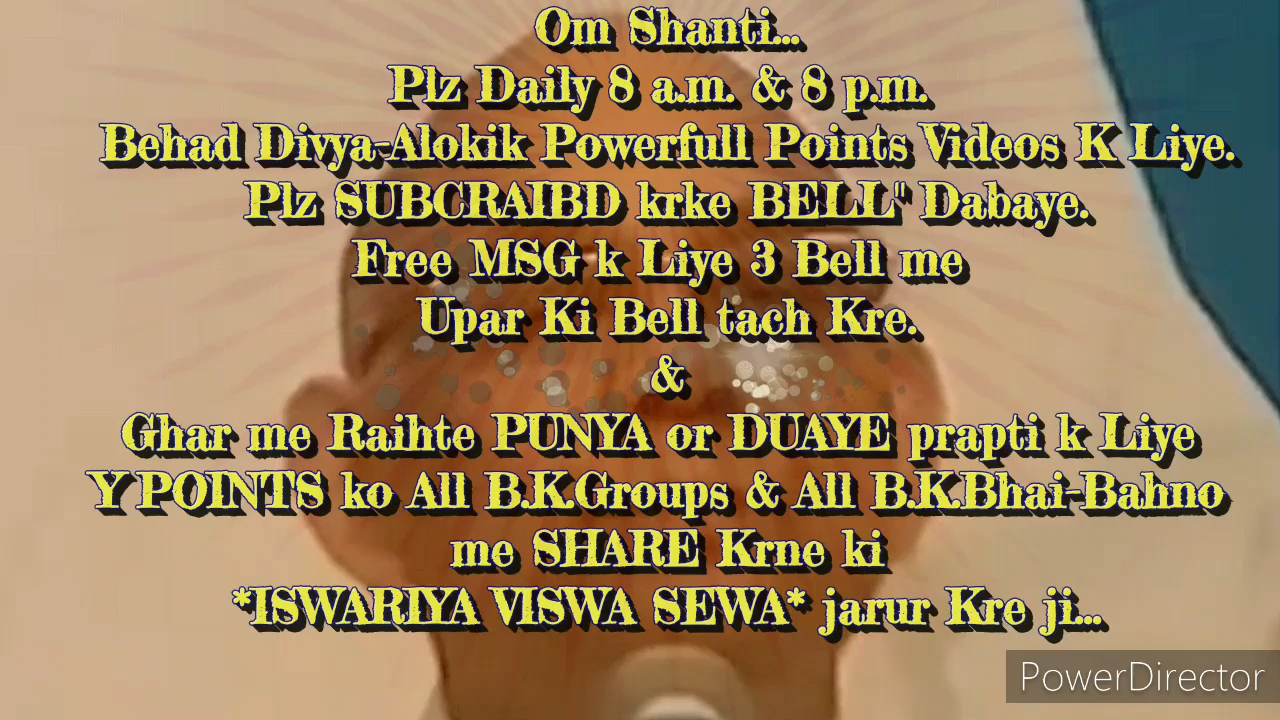 Om Shanti...
Plz Daily 8 a.m. & 8 p.m.
Behad Divya-Alokik Powerfull Points Videos K Liye.
Plz SUBCRAIBD krke BELL" Dabaye.
Free MSG k Liye 3 Bell me
Upar Ki Bell tach Kre.
&
Ghar me Raihte PUNYA or DUAYE prapti k Liye
Y POINTS ko All B.K.Groups & All B.K.Bhai-Bahno
me SHARE Krne ki
*ISWARIYA VISWA SEWA* jarur Kre ji...
PowerDirector